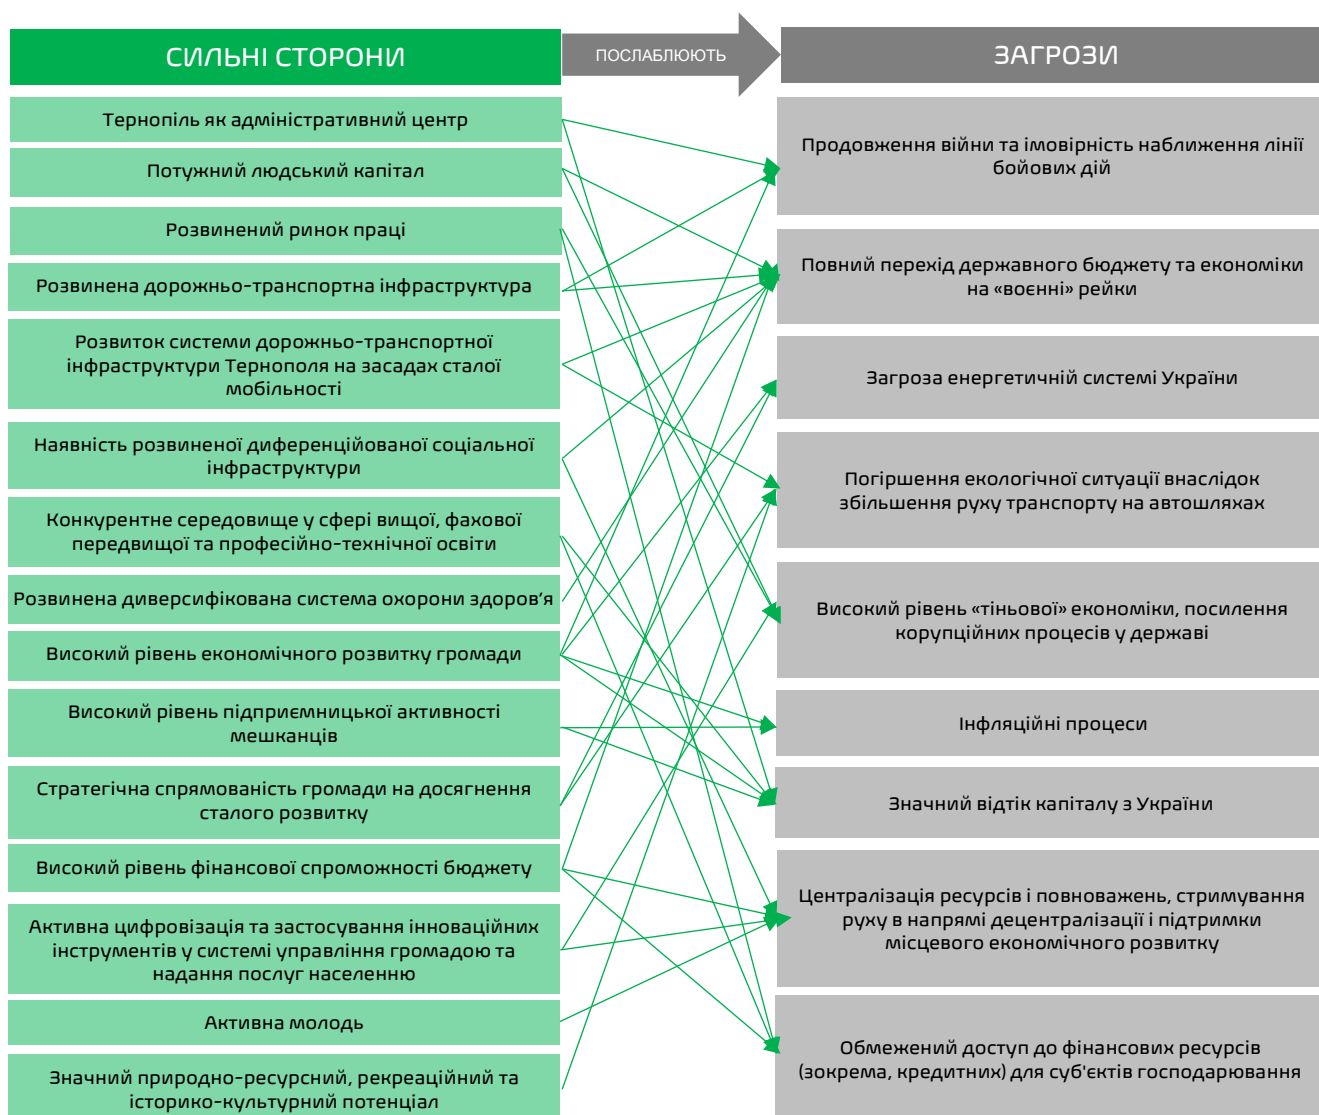 СИЛЬНІ СТОРОНИ
ПОСЛАБЛЮЮТЬ
ЗАГРОЗИ
Тернопіль як адміністративний центр
Потужний людський капітал
Розвинений ринок праці
Розвинена дорожньо-транспортна інфраструктура
Розвиток системи дорожньо-транспортної
інфраструктури Тернополя на засадах сталої
мобільності
Наявність розвиненої диференційованої соціальної
інфраструктури
Конкурентне середовище у сфері вищої, фахової
передвищої та професійно-технічної освіти
Розвинена диверсифікована система охорони здоров’я
Високий рівень економічного розвитку громади
Високий рівень підприємницької активності
мешканців
Стратегічна спрямованість громади на досягнення
сталого розвитку
Високий рівень фінансової спроможності бюджету
Активна цифровізація та застосування інноваційних
інструментів у системі управління громадою та
надання послуг населенню
Активна молодь
Значний природно-ресурсний, рекреаційний та
історико-культурний потенціал
Продовження війни та імовірність наближення лінії
бойових дій
Повний перехід державного бюджету та економіки
на «воєнні» рейки
Загроза енергетичній системі України
Погіршення екологічної ситуації внаслідок
збільшення руху транспорту на автошляхах
Високий рівень «тіньової» економіки, посилення
корупційних процесів у державі
Інфляційні процеси
Значний відтік капіталу з України
Централізація ресурсів і повноважень, стримування
руху в напрямі децентралізації і підтримки
місцевого економічного розвитку
Обмежений доступ до фінансових ресурсів
(зокрема, кредитних) для суб'єктів господарювання